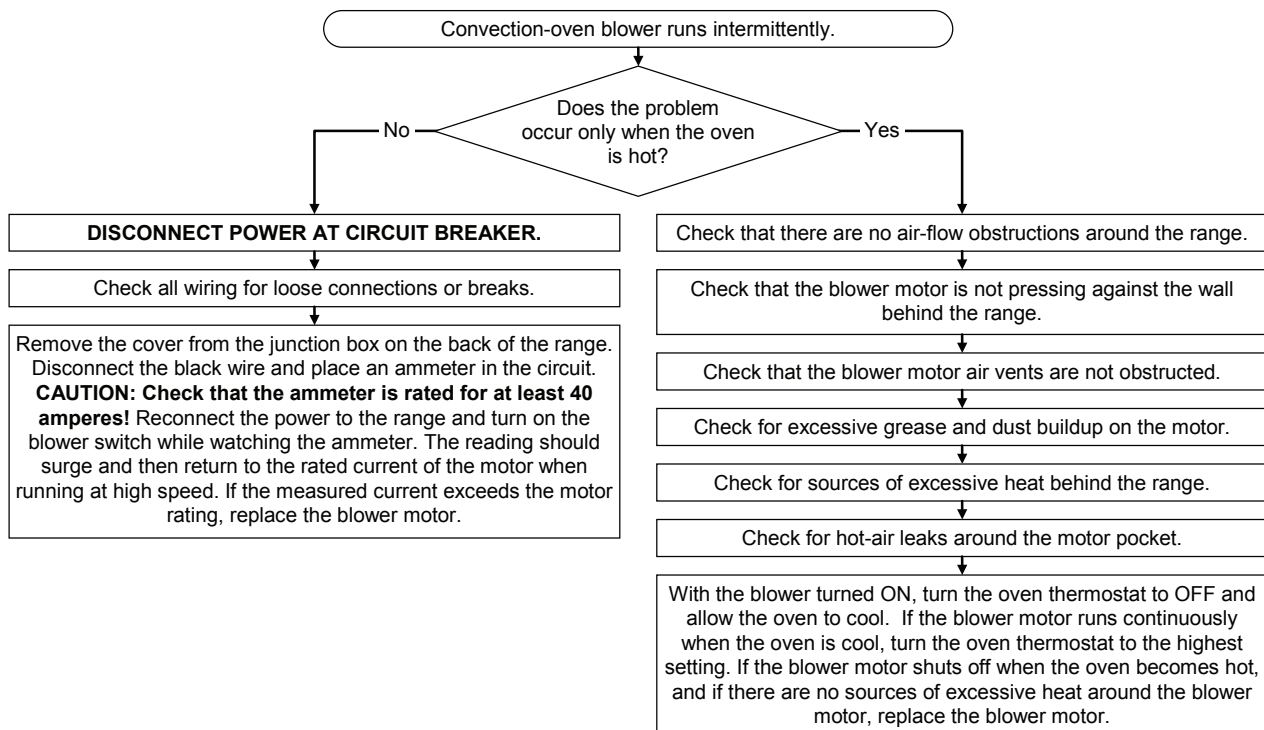 Convection-oven blower runs intermittently.
Does the problem
occur only when the oven
is hot?
No
Yes
DISCONNECT POWER AT CIRCUIT BREAKER.
Check all wiring for loose connections or breaks.
Remove the cover from the junction box on the back of the range.
Disconnect the black wire and place an ammeter in the circuit.
CAUTION: Check that the ammeter is rated for at least 40
amperes! Reconnect the power to the range and turn on the
blower switch while watching the ammeter. The reading should
surge and then return to the rated current of the motor when
running at high speed. If the measured current exceeds the motor
rating, replace the blower motor.
Check that there are no air-flow obstructions around the range.
Check that the blower motor is not pressing against the wall
behind the range.
Check that the blower motor air vents are not obstructed.
Check for excessive grease and dust buildup on the motor.
Check for sources of excessive heat behind the range.
Check for hot-air leaks around the motor pocket.
With the blower turned ON, turn the oven thermostat to OFF and
allow the oven to cool.  If the blower motor runs continuously
when the oven is cool, turn the oven thermostat to the highest
setting. If the blower motor shuts off when the oven becomes hot,
and if there are no sources of excessive heat around the blower
motor, replace the blower motor.